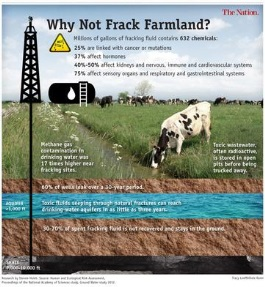 The Nation.
Why Not Frack Farmland?
Millions of gallons of fracking fluid contains 632 chemicals:
25% are linked with cancer or mutations
37% affect hormones
40%-50% affect kidneys and nervous, immune and cardiovascular systems
75% affect sensory organs and respiratory and gastrointestinal systems
Methane gas
contamination in
drinking water was
17 times higher near
fracking sites.
Toxic wastewater,
often radioactive,
is stored in open
pits before being
trucked away.
60% of wells leak over a 30-year period.
Toxic fluids seeping through natural fractures can reach
drinking-water aquifers in as little as three years.
30-70% of spent fracking fluid is not recovered and stays in the ground.